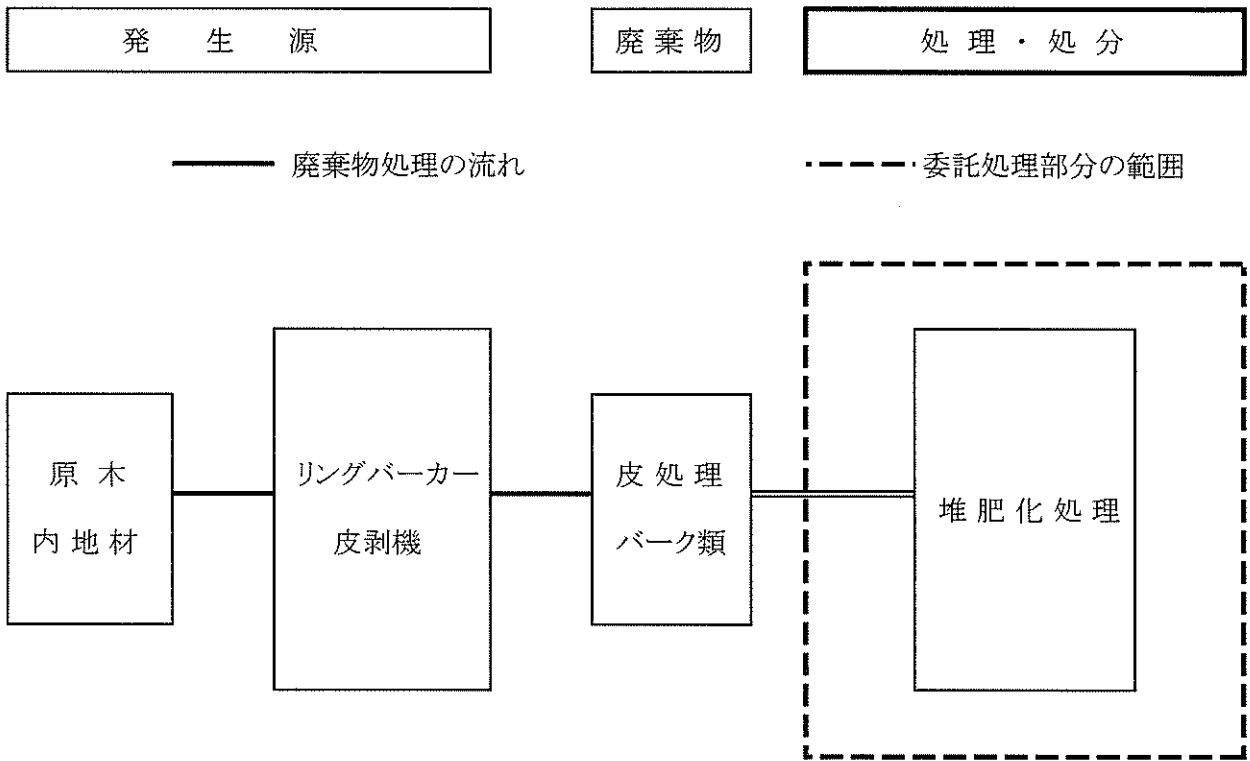 発生源
廃棄物
処理・処分
廃棄物処理の流れ
委託処理部分の範囲
原木
内地材
リングバーカー
皮剥機
皮処理
バーク類
堆肥化処理